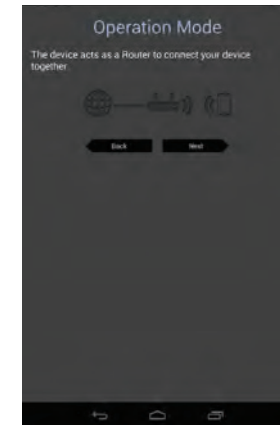 Operation Mode
The device acts as a Router to connect your device
together.
Back
Next